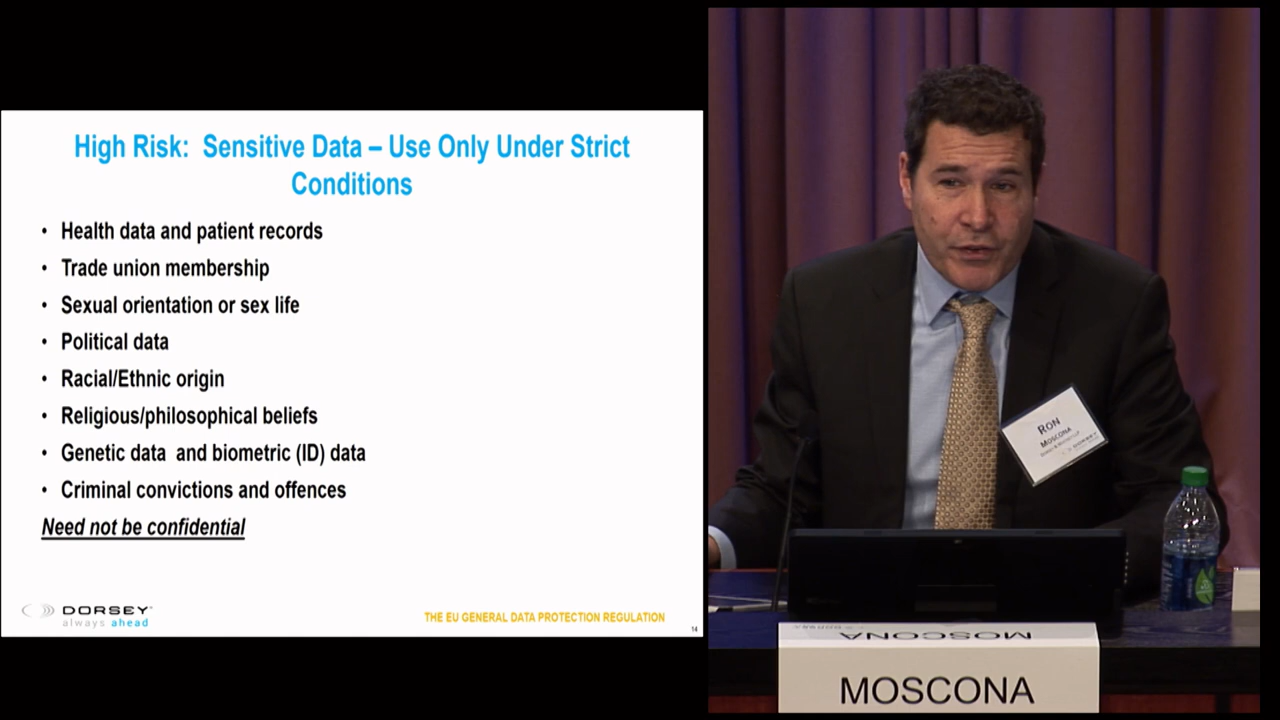 High Risk: Sensitive Data – Use Only Under Strict
Conditions
• Health data and patient records
• Trade union membership
• Sexual orientation or sex life
• Political data
• Racial/Ethnic origin
• Religious/philosophical beliefs
• Genetic data and biometric (ID) data
• Criminal convictions and offences
Need not be confidential
DORSEY
always ahead
THE EU GENERAL DATA PROTECTION REGULATION
14
RON
MOSCONA
MOSCONA
MOSCONA